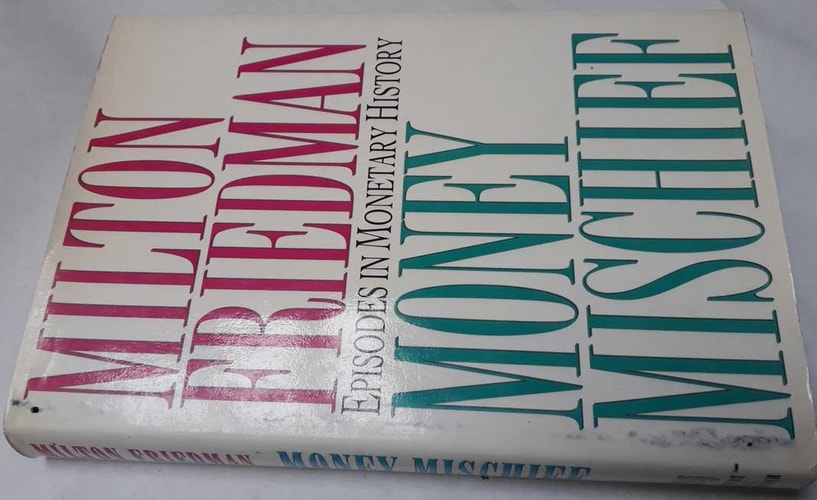 MILTON
FRIEDMAN
EPISODES IN MONETARY HISTORY
MONEY
MISCHIEF
MILTON FRIEDMAN MONEY MISCHIEF